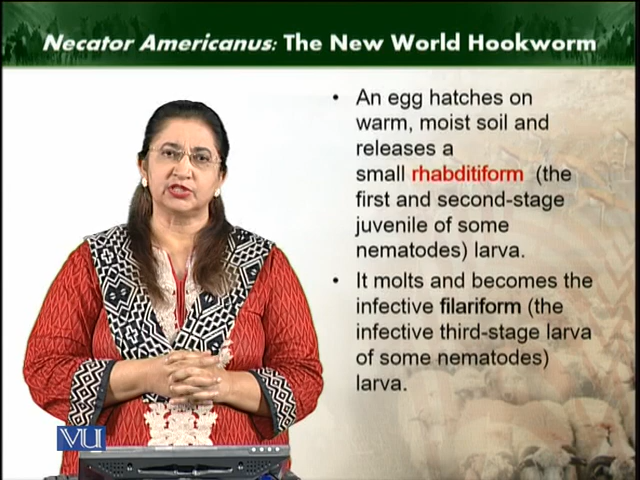 Necator Americanus: The New World Hookworm
• An egg hatches on
warm, moist soil and
releases a
small rhabditiform (the
first and second-stage
juvenile of some
nematodes) larva.
• It molts and becomes the
infective filariform (the
infective third-stage larva
of some nematodes)
larva.
VU